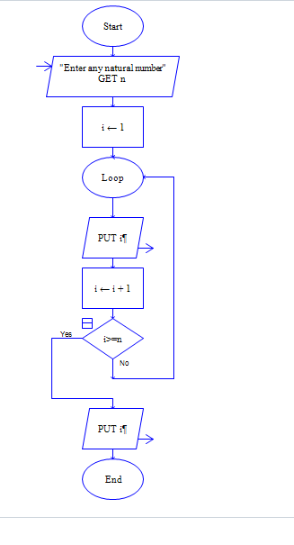 Start
"Enter any natural number"
GET n
i ← 1
Loop
PUT i¶
i ← i + 1
Yes
i>=n
No
PUT i¶
End